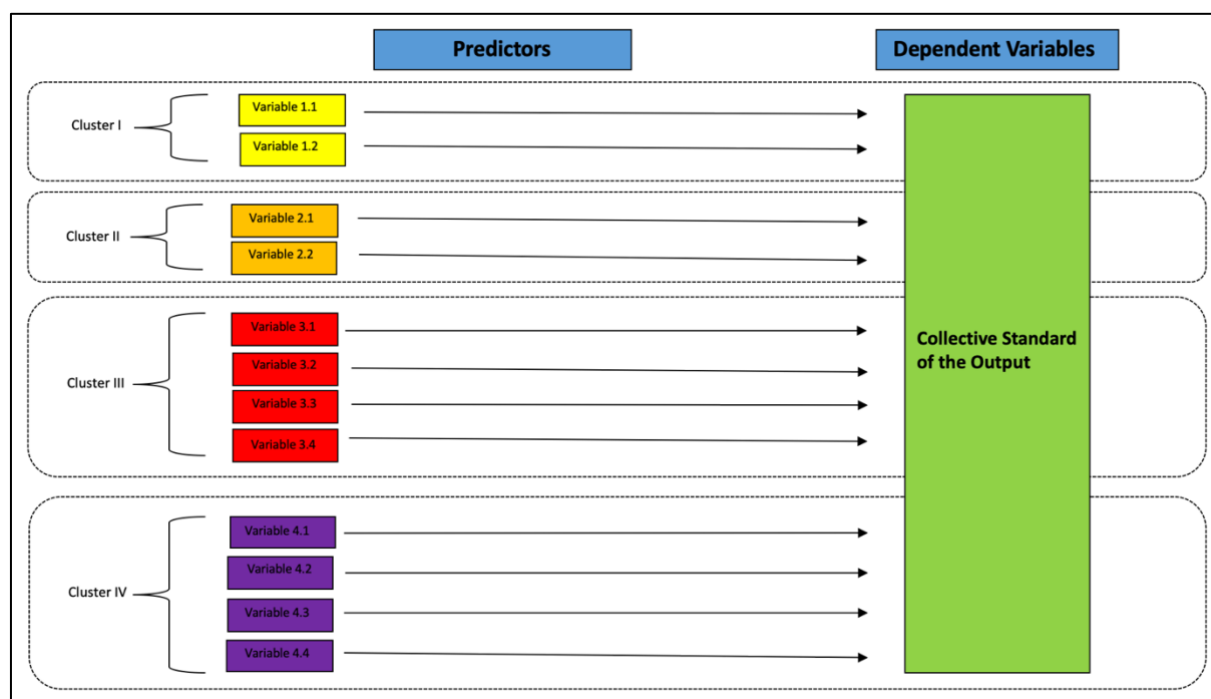 Predictors
Dependent Variables
Cluster I
Variable 1.1
Variable 1.2
Cluster II
Variable 2.1
Variable 2.2
Cluster III
Variable 3.1
Variable 3.2
Variable 3.3
Variable 3.4
Collective Standard
of the Output
Cluster IV
Variable 4.1
Variable 4.2
Variable 4.3
Variable 4.4